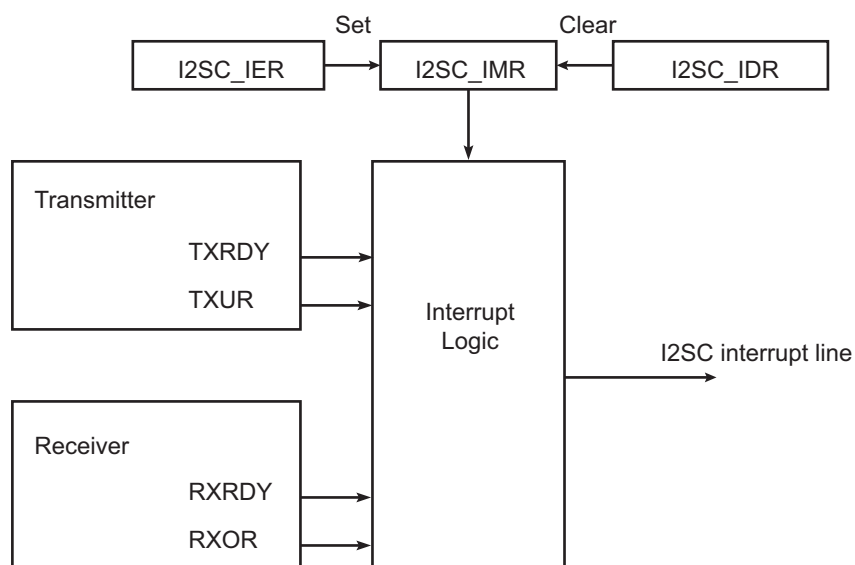 Set
Clear
I2SC_IER
I2SC_IMR
I2SC_IDR
Transmitter
TXRDY
TXUR
Interrupt
Logic
I2SC interrupt line
Receiver
RXRDY
RXOR